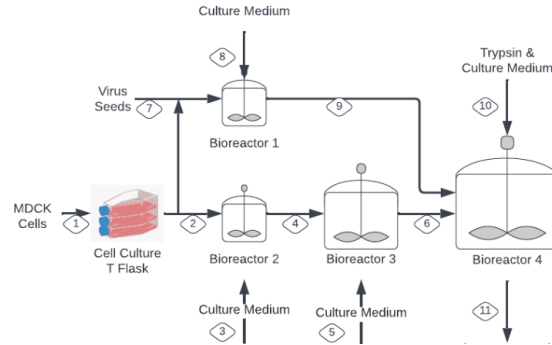 Culture Medium
8
Trypsin &
Culture Medium
Virus
Seeds
7
9
10
Bioreactor 1
MDCK
Cells
1
2
4
6
Cell Culture
T Flask
Bioreactor 2
Bioreactor 3
Bioreactor 4
Culture Medium
Culture Medium
3
5
11